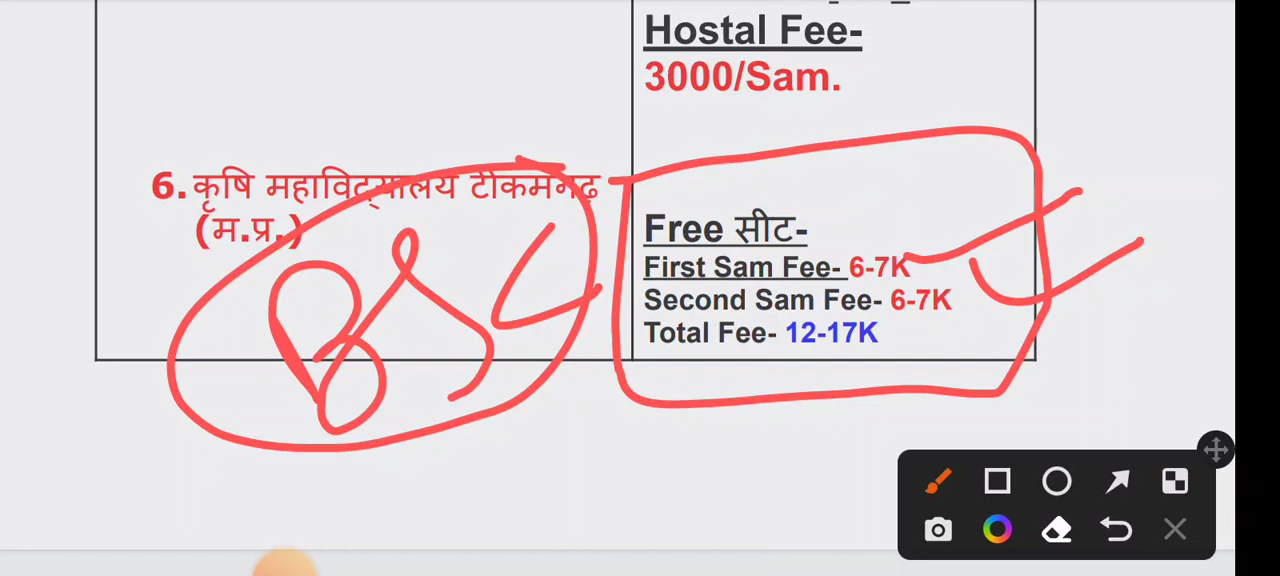 Hostal Fee-
3000/Sam.
6. कृषि महाविद्यालय टीकमगढ़
(म.प्र.)
Free सीट-
First Sam Fee- 6-7K
Second Sam Fee- 6-7K
Total Fee- 12-17K
BSC